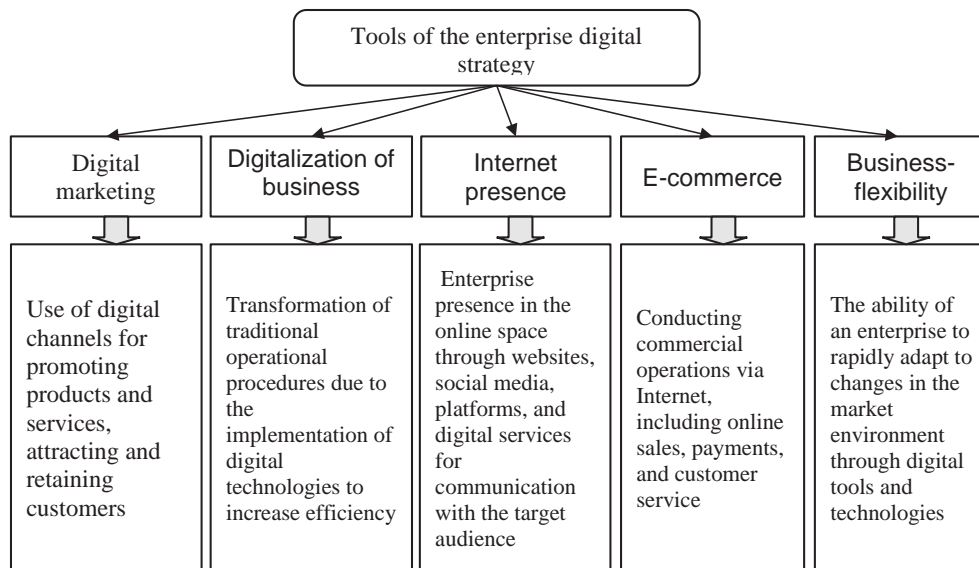 Tools of the enterprise digital
strategy
Digital
marketing
Digitalization of
business
Internet
presence
E-commerce
Business-
flexibility
Use of digital
channels for
promoting
products and
services,
attracting and
retaining
customers
Transformation of
traditional
operational
procedures due to
the
implementation of
digital
technologies to
increase efficiency
Enterprise
presence in the
online space
through websites,
social media,
platforms, and
digital services
for
communication
with the target
audience
Conducting
commercial
operations via
Internet,
including online
sales, payments,
and customer
service
The ability of
an enterprise to
rapidly adapt to
changes in the
market
environment
through digital
tools and
technologies